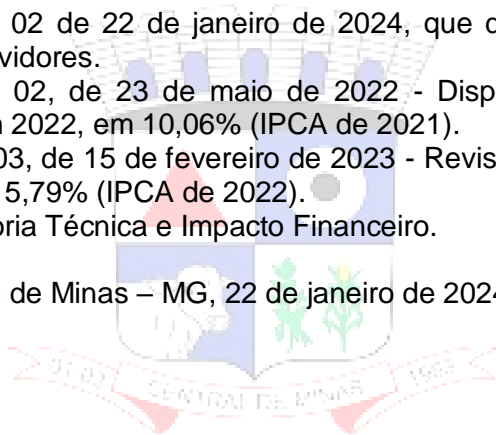 02 de 22 de janeiro de 2024, que d
vidores.
02, de 23 de maio de 2022 - Disp
2022, em 10,06% (IPCA de 2021).
03, de 15 de fevereiro de 2023 - Revis
5,79% (IPCA de 2022).
oria Técnica e Impacto Financeiro.
de Minas – MG, 22 de janeiro de 2024
CENTRAL DE MINAS